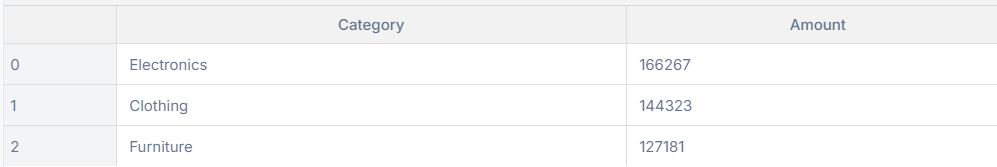 Category Amount
0 Electronics 166267
1 Clothing 144323
2 Furniture 127181